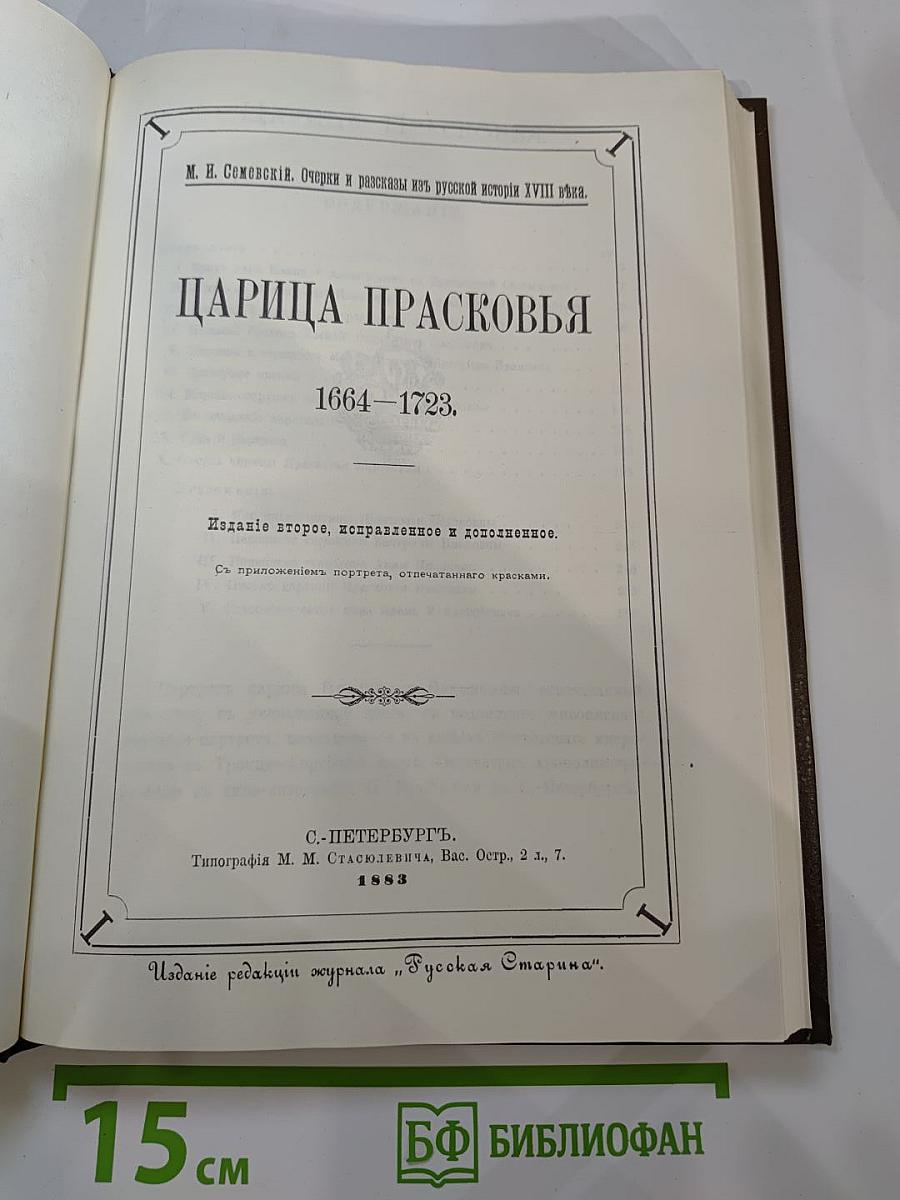 М. И. Семевскій. Очерки и разсказы изъ русской исторіи XVIII вѣка.
ЦАРИЦА ПРАСКОВЬЯ
1664—1723.
Изданіе второе, исправленное и дополненное.
Съ приложеніемъ портрета, отпечатаннаго красками.
С.-ПЕТЕРБУРГЪ.
Типографія М. М. Стасюлевича, Вас. Остр., 2 л., 7.
1883
Изданіе редакціи журнала „Русская Старина“.
15 см
БФ БИБЛИОФАН